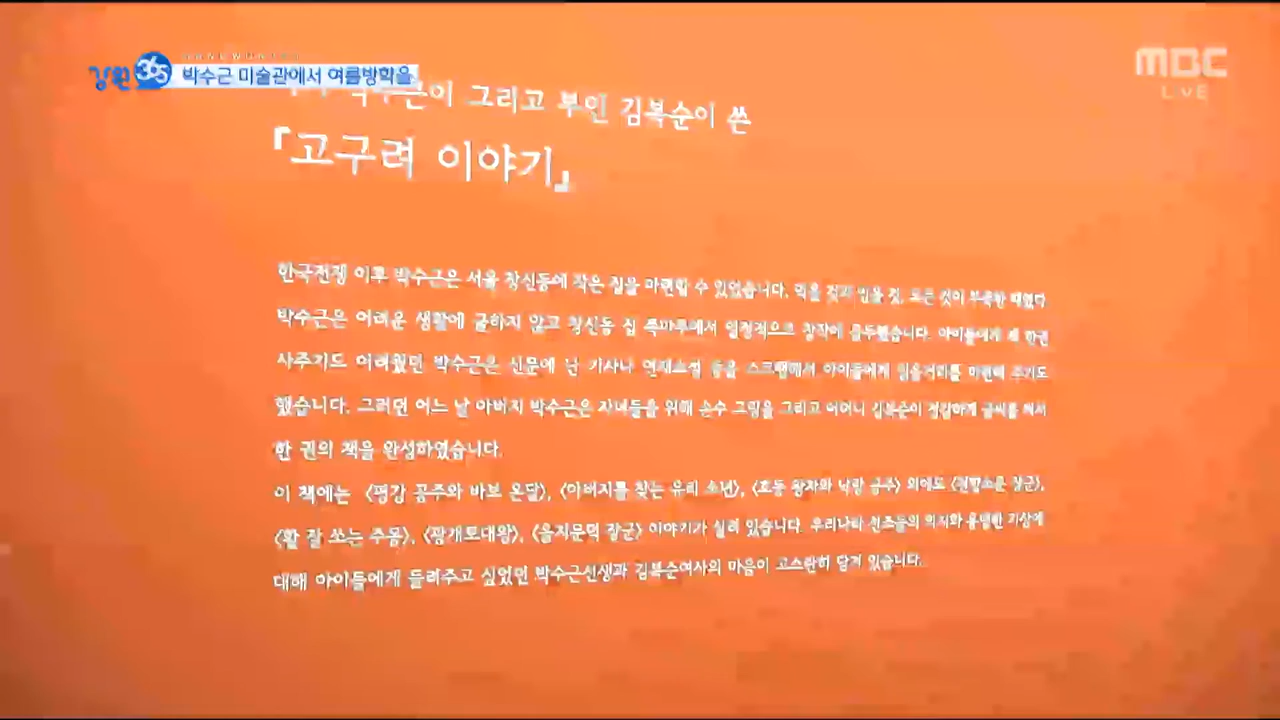 강원 365 박수근 미술관에서 여름방학을
MBC
LIVE
그리고 부인 김복순이 쓴
『고구려 이야기』
한국전쟁 이후 박수근은 서울 창신동에 작은 집을 마련할 수 있었습니다. 먹을 것과 입을 것, 모든 것이 부족한 때였다
박수근은 어려운 생활에 굴하지 않고 창신동 집 쪽마루에서 열정적으로 창작에 몰두했습니다. 아이들에게 책 한권
사주기도 어려웠던 박수근은 신문에 난 기사나 연재소설 등을 스크랩해서 아이들에게 읽을거리를 마련해 주기도
했습니다. 그러던 어느 날 아버지 박수근은 자녀들을 위해 손수 그림을 그리고 어머니 김복순이 정갈하게 글씨를 써서
한 권의 책을 완성하였습니다.
이 책에는 〈평강 공주와 바보 온달〉, 〈아버지를 찾는 유리 소년〉, 〈호동 왕자와 낙랑 공주〉 외에도 〈연개소문 장군〉,
〈활 잘 쏘는 주몽〉, 〈광개토대왕〉, 〈을지문덕 장군〉 이야기가 실려 있습니다. 우리나라 선조들의 의지와 용맹한 기상에
대해 아이들에게 들려주고 싶었던 박수근선생과 김복순여사의 마음이 고스란히 담겨 있습니다.